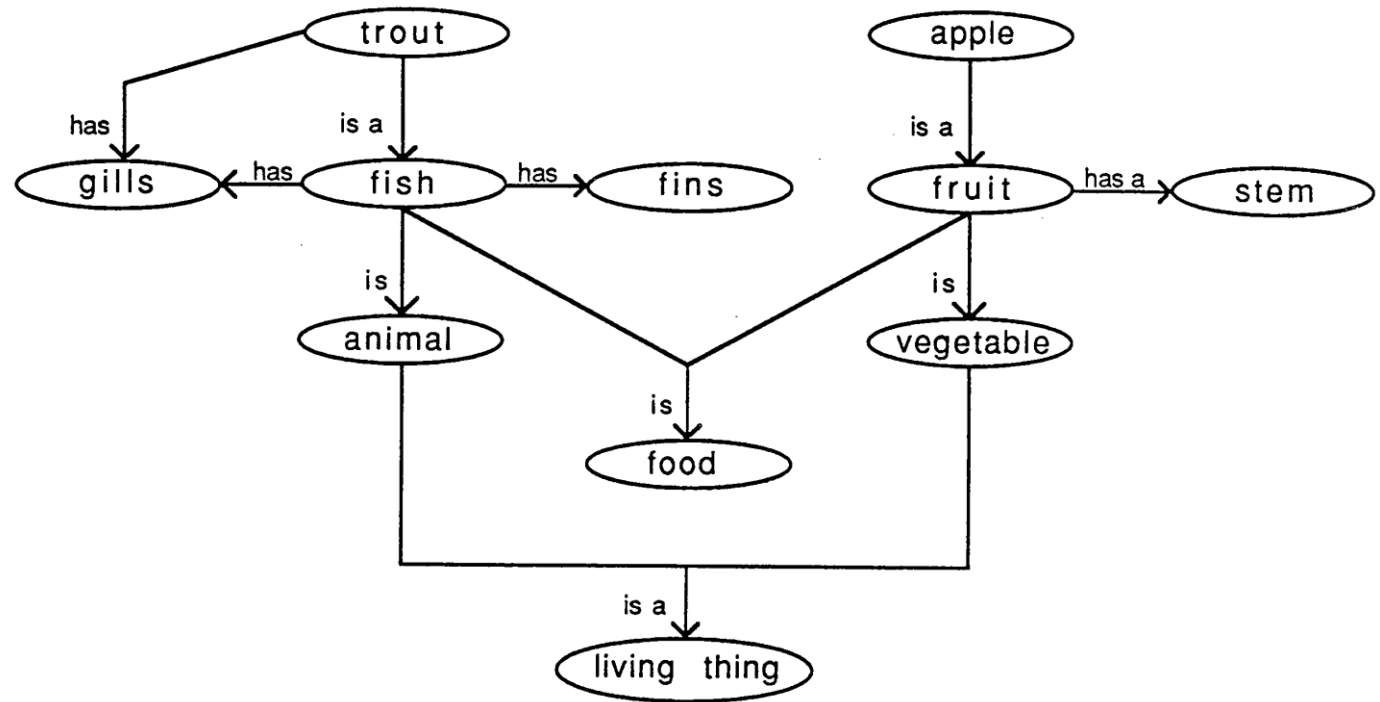 trout
apple
has
is a
is a
gills
has
fish
has
fins
fruit
has a
stem
is
is
animal
vegetable
is
food
is a
living thing